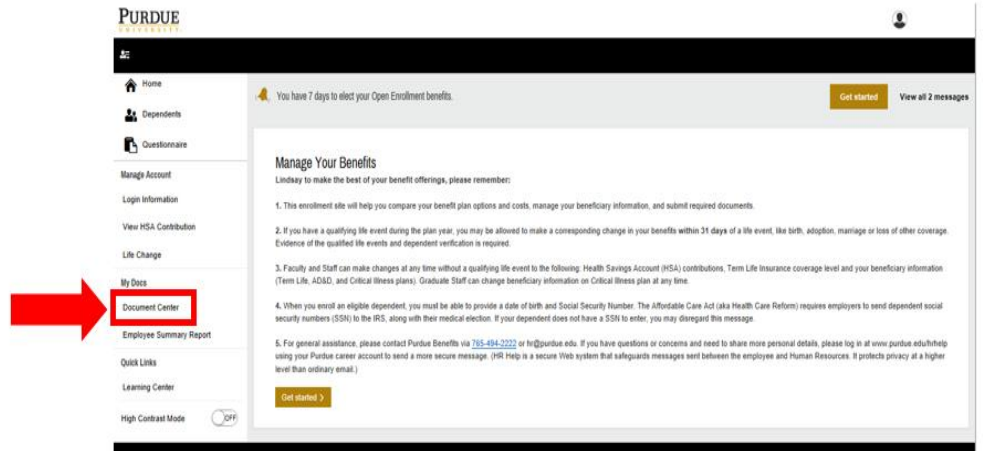 PURDUE
UNIVERSITY
Home
Dependents
Questionnaire
Manage Account
Login Information
View HSA Contribution
Life Change
My Docs
Document Center
Employee Summary Report
Quick Links
Learning Center
High Contrast Mode OFF
You have 7 days to elect your Open Enrollment benefits.
Get started View all 2 messages
Manage Your Benefits
Lindsay to make the best of your benefit offerings, please remember:
1. This enrollment site will help you compare your benefit plan options and costs, manage your beneficiary information, and submit required documents.
2. If you have a qualifying life event during the plan year, you may be allowed to make a corresponding change in your benefits within 31 days of a life event, like birth, adoption, marriage or loss of other coverage.
Evidence of the qualified life events and dependent verification is required.
3. Faculty and Staff can make changes at any time without a qualifying life event to the following: Health Savings Account (HSA) contributions, Term Life Insurance coverage level and your beneficiary information
(Term Life, AD&D, and Critical Illness plans). Graduate Staff can change beneficiary information on Critical Illness plan at any time.
4. When you enroll an eligible dependent, you must be able to provide a date of birth and Social Security Number. The Affordable Care Act (aka Health Care Reform) requires employers to send dependent social
security numbers (SSN) to the IRS, along with their medical election. If your dependent does not have a SSN to enter, you may disregard this message.
5. For general assistance, please contact Purdue Benefits via 765-494-2222 or hr@purdue.edu. If you have questions or concerns and need to share more personal details, please log in at www.purdue.edu/hrhelp
using your Purdue career account to send a more secure message. (HR Help is a secure Web system that safeguards messages sent between the employee and Human Resources. It protects privacy at a higher
level than ordinary email.)
Get started >